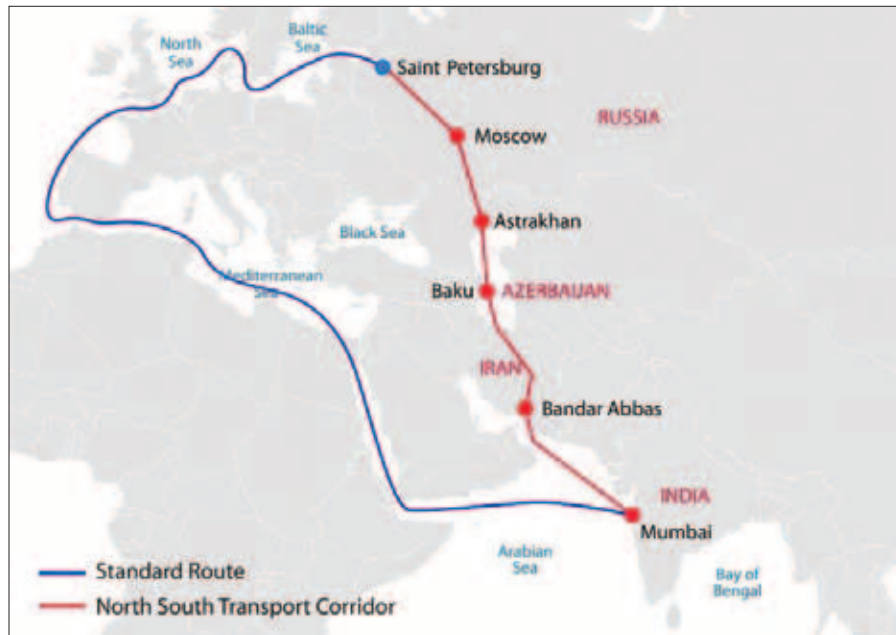 North
Sea
Baltic
Sea
Saint Petersburg
RUSSIA
Moscow
Astrakhan
Black Sea
Mediterranean
Sea
Baku
AZERBAIJAN
IRAN
Bandar Abbas
INDIA
Mumbai
Arabian
Sea
Bay of
Bengal
Standard Route
North South Transport Corridor